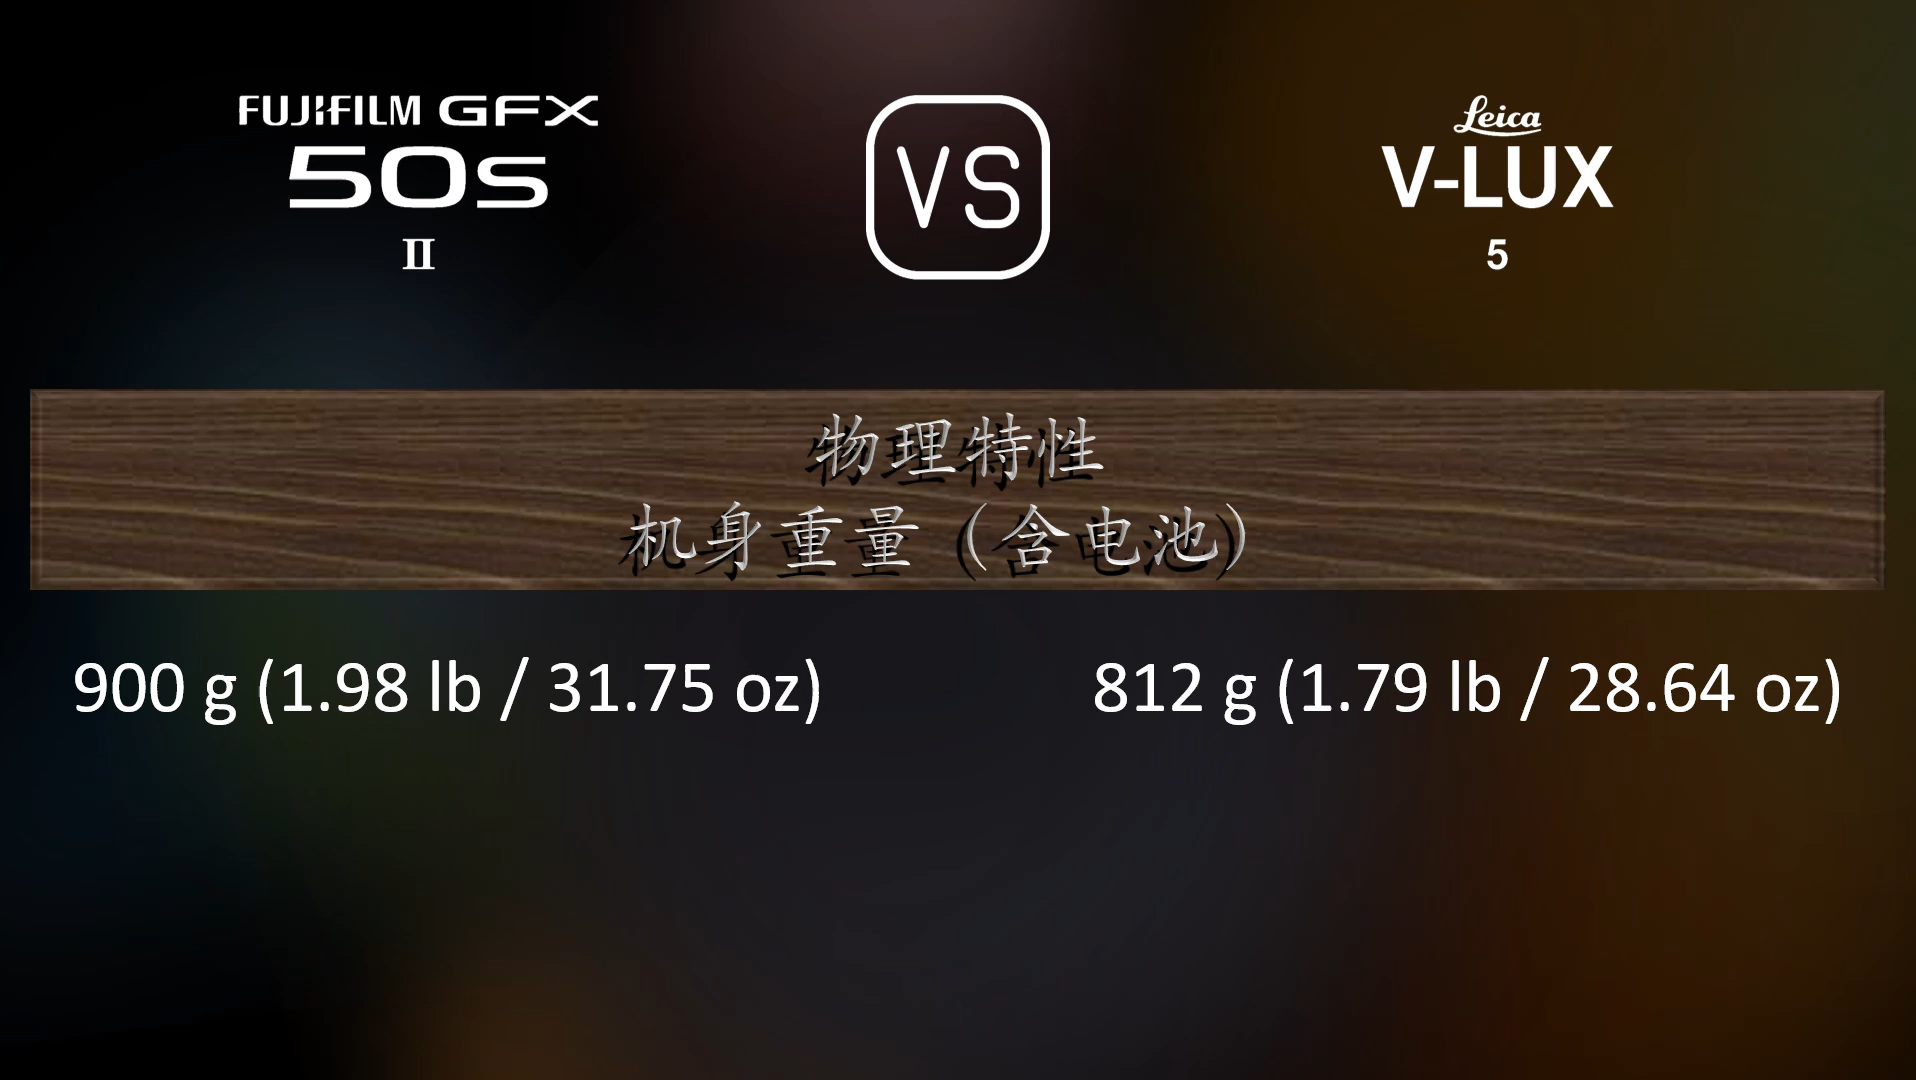 FUJIFILM GFX
50S
II
VS
Leica
V-LUX
5
物理特性
机身重量（含电池）
900 g (1.98 lb / 31.75 oz)
812 g (1.79 lb / 28.64 oz)